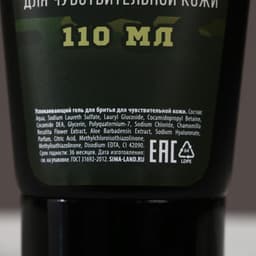 ДЛЯ ЧУВСТВИТЕЛЬНОЙ КОЖИ
110 МЛ
Успокаивающий гель для бритья для чувствительной кожи. Состав:
Aqua, Sodium Laureth Sulfate, Lauryl Glucoside, Cocamidopropyl Betaine,
Cocamide DEA, Glycerin, Polyquaternium-7, Sodium Chloride, Chamomilla
Recutita Flower Extract, Aloe Barbadensis Extract, Sodium Hyaluronate,
Parfum, Citric Acid, Methylchloroisothiazolinone,
Methylisothiazolinone, Disodium EDTA, CI 42090.
Срок годности: 36 месяцев. Дата изготовления: см.
на упаковке. ГОСТ 31692-2012. SIMA-LAND.RU
EAC
LDPE